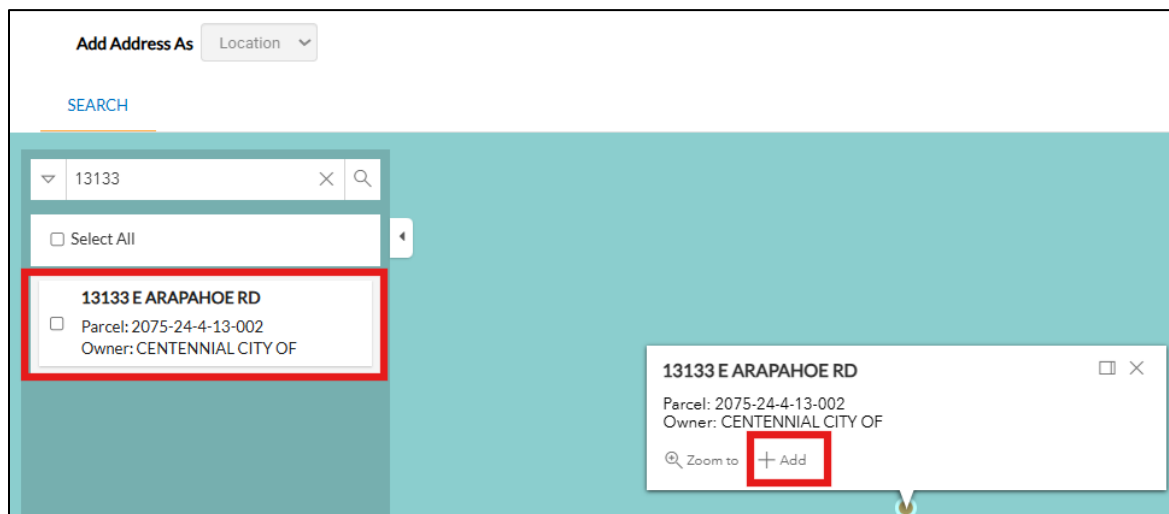 Add Address As Location
SEARCH
13133
Select All
13133 E ARAPAHOE RD
Parcel: 2075-24-4-13-002
Owner: CENTENNIAL CITY OF
13133 E ARAPAHOE RD
Parcel: 2075-24-4-13-002
Owner: CENTENNIAL CITY OF
Zoom to + Add